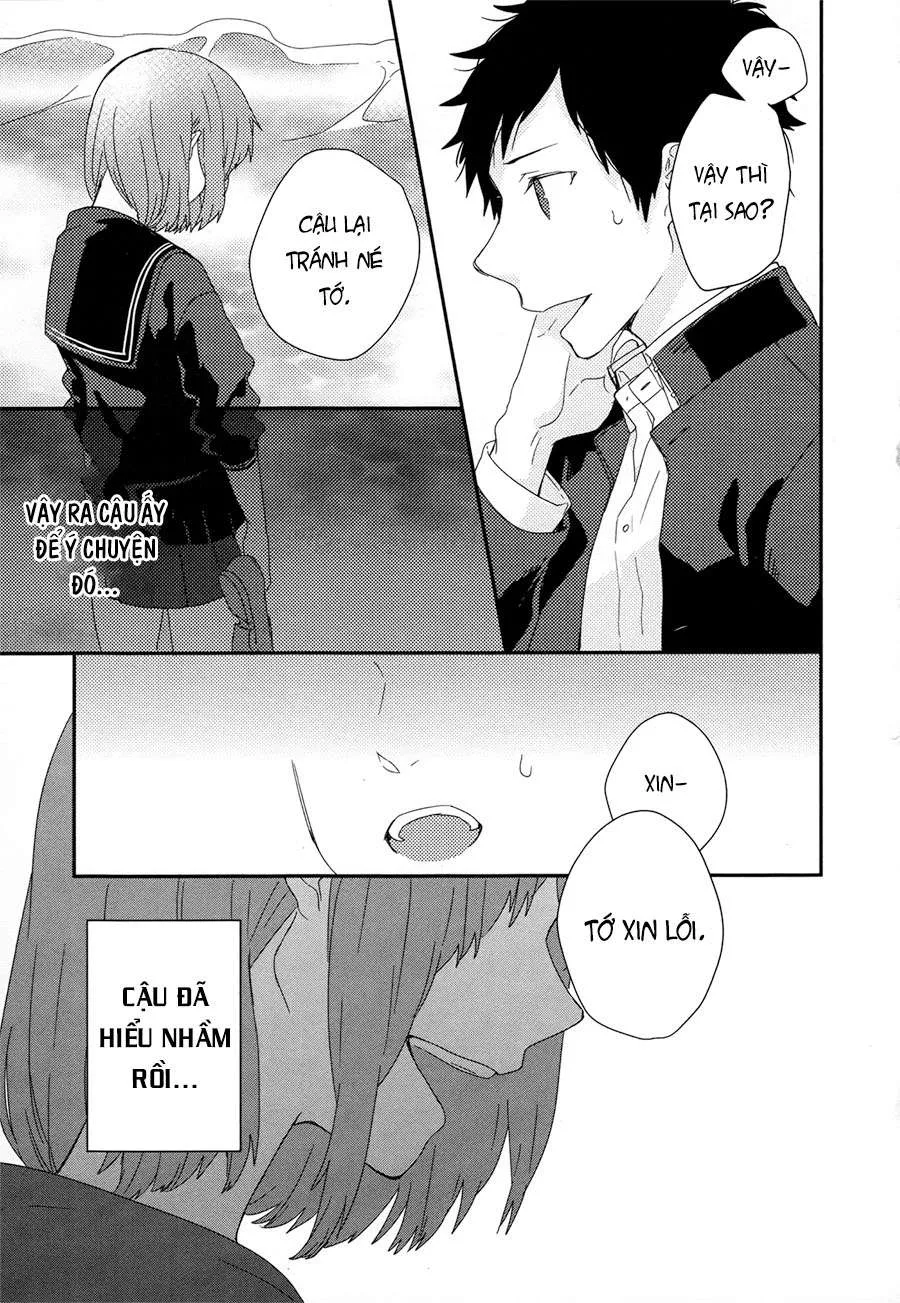 VẬY-
VẬY THÌ
TẠI SAO?
CẬU LẠI
TRÁNH NÉ
TỚ.
VẬY RA CẬU ẤY
ĐỂ Ý CHUYỆN
ĐÓ...
XIN-
TỚ XIN LỖI.
CẬU ĐÃ
HIỂU NHẦM
RỒI...